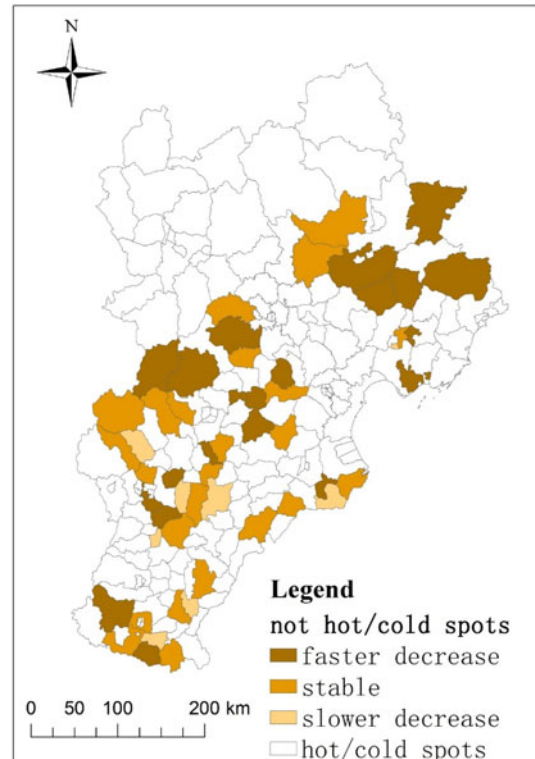 N
Legend
not hot/cold spots
faster decrease
stable
slower decrease
hot/cold spots
0 50 100 200 km